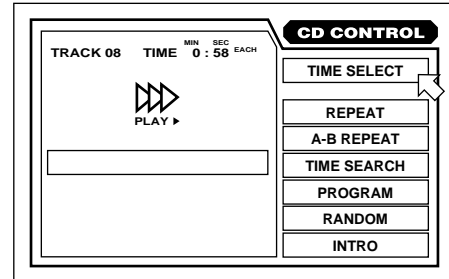 CD CONTROL
MIN SEC
TRACK 08 TIME 0 : 58 EACH
PLAY
TIME SELECT
REPEAT
A-B REPEAT
TIME SEARCH
PROGRAM
RANDOM
INTRO